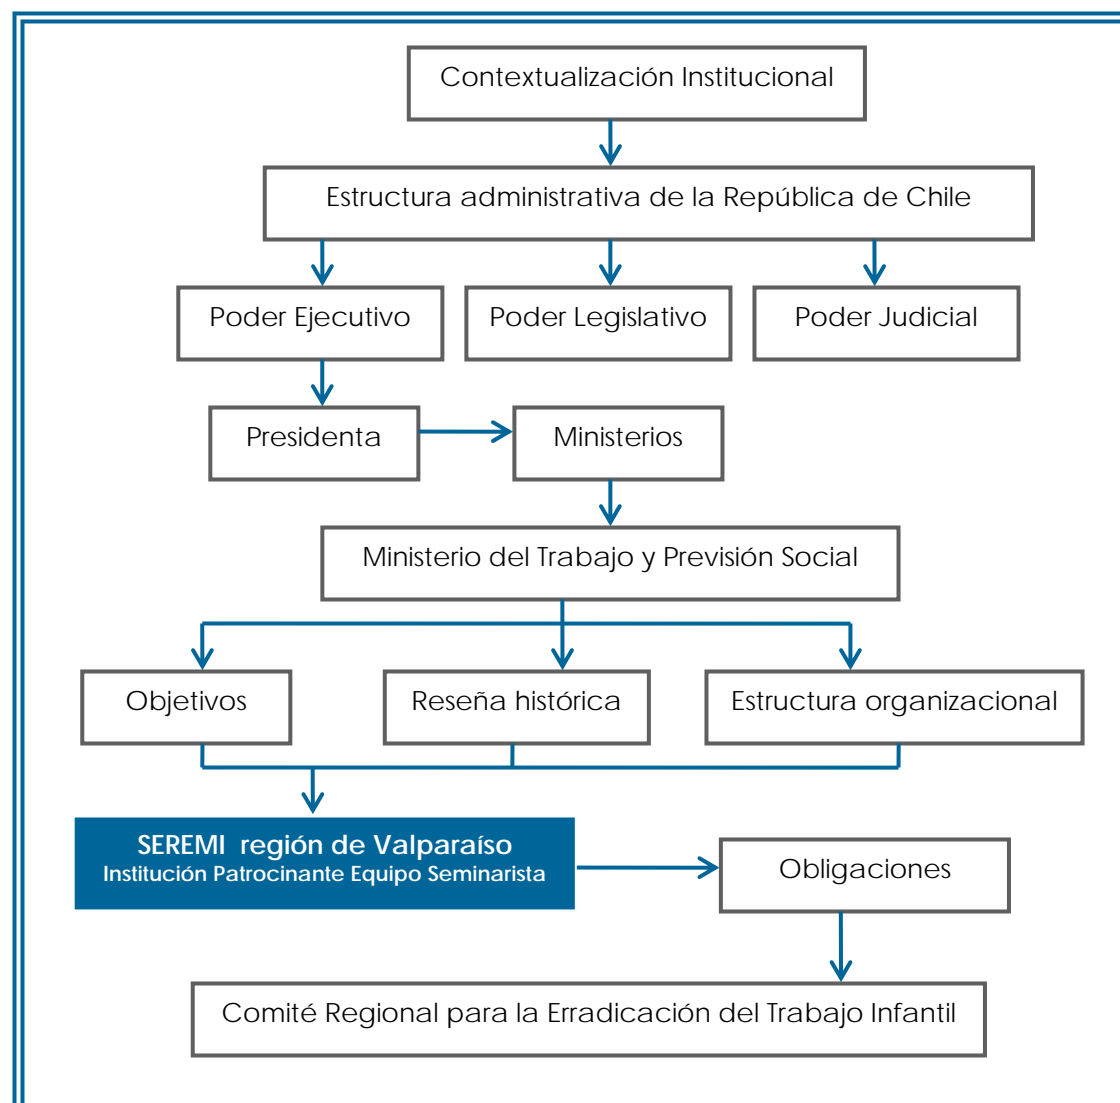 Contextualización Institucional
Estructura administrativa de la República de Chile
Poder Ejecutivo
Poder Legislativo
Poder Judicial
Presidenta
Ministerios
Ministerio del Trabajo y Previsión Social
Objetivos
Reseña histórica
Estructura organizacional
SEREMI región de Valparaíso
Institución Patrocinante Equipo Seminarista
Obligaciones
Comité Regional para la Erradicación del Trabajo Infantil